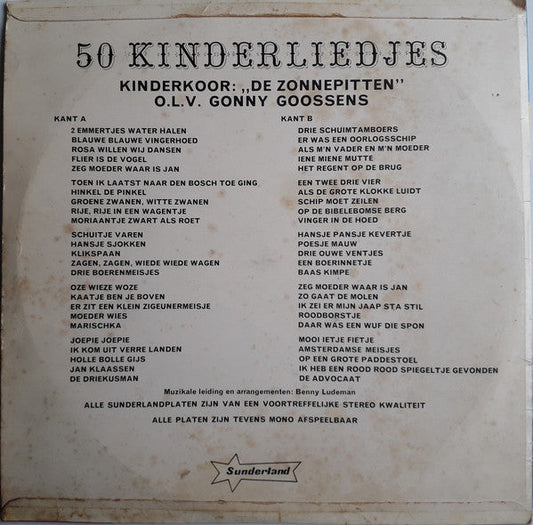 50 KINDERLIEDJES
KINDERKOOR: „DE ZONNEPITTEN”
O.L.V. GONNY GOOSSENS
KANT A
2 EMMERTJES WATER HALEN
BLAUWE BLAUWE VINGERHOED
ROSA WILLEN WIJ DANSEN
FLIER IS DE VOGEL
ZEG MOEDER WAAR IS JAN
TOEN IK LAATST NAAR DEN BOSCH TOE GING
HINKEL DE PINKEL
GROENE ZWANEN, WITTE ZWANEN
RIJE, RIJE IN EEN WAGENTJE
MORIAANTJE ZWART ALS ROET
SCHUITJE VAREN
HANSJE SJOKKEN
KLIKSPAAN
ZAGEN, ZAGEN, WIEDE WIEDE WAGEN
DRIE BOERENMEISJES
OZE WIEZE WOZE
KAATJE BEN JE BOVEN
ER ZIT EEN KLEIN ZIGEUNERMEISJE
MOEDER WIES
MARISCHKA
JOEPIE JOEPIE
IK KOM UIT VERRE LANDEN
HOLLE BOLLE GIJS
JAN KLAASSEN
DE DRIEKUSMAN
KANT B
DRIE SCHUIMTAMBOERS
ER WAS EEN OORLOGSSCHIP
ALS M'N VADER EN M'N MOEDER
IENE MIENE MUTTE
HET REGENT OP DE BRUG
EEN TWEE DRIE VIER
ALS DE GROTE KLOKKE LUIDT
SCHIP MOET ZEILEN
OP DE BIBELEBOMSE BERG
VINGER IN DE HOED
HANSJE PANSJE KEVERTJE
POESJE MAUW
DRIE OUWE VENTJES
EEN BOERINNETJE
BAAS KIMPE
ZEG MOEDER WAAR IS JAN
ZO GAAT DE MOLEN
IK ZEI ER MIJN JAAP STA STIL
ROODBORSTJE
DAAR WAS EEN WUF DIE SPON
MOOI IETJE FIETJE
AMSTERDAMSE MEISJES
OP EEN GROTE PADDESTOEL
IK HEB EEN ROOD ROOD SPIEGELTJE GEVONDEN
DE ADVOCAAT
Muzikale leiding en arrangementen: Benny Ludeman
ALLE SUNDERLANDPLATEN ZIJN VAN EEN VOORTREFFELIJKE STEREO KWALITEIT
ALLE PLATEN ZIJN TEVENS MONO AFSPEELBAAR
Sunderland